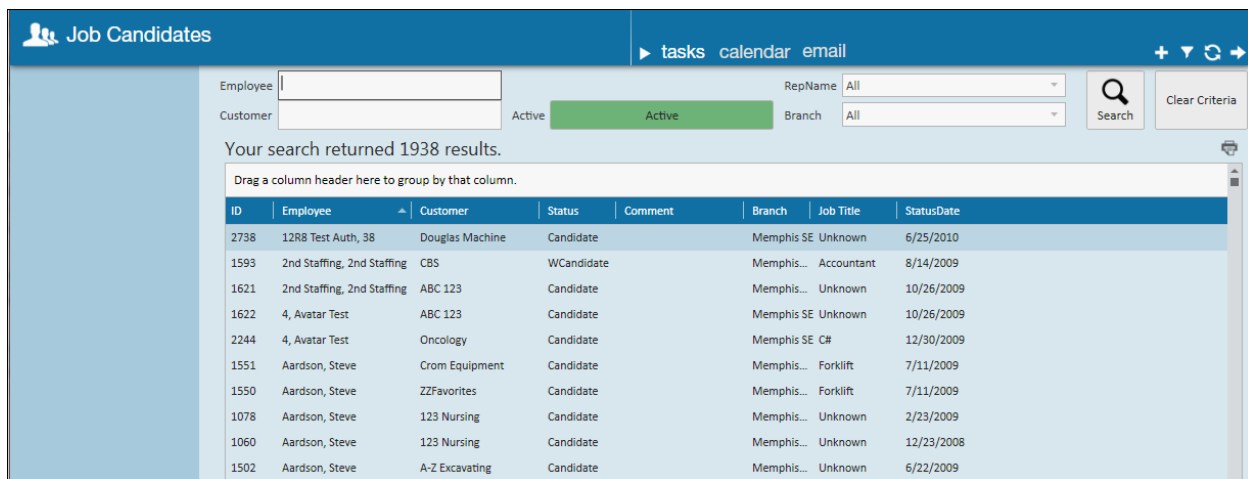 Job Candidates
tasks calendar email
Employee RepName All
Search
Clear Criteria
Customer Active Active Branch All
Your search returned 1938 results.
Drag a column header here to group by that column.
ID Employee Customer Status Comment Branch Job Title StatusDate
2738 12R8 Test Auth, 38 Douglas Machine Candidate Memphis SE Unknown 6/25/2010
1593 2nd Staffing, 2nd Staffing CBS WCandidate Memphis... Accountant 8/14/2009
1621 2nd Staffing, 2nd Staffing ABC 123 Candidate Memphis... Unknown 10/26/2009
1622 4, Avatar Test ABC 123 Candidate Memphis SE Unknown 10/26/2009
2244 4, Avatar Test Oncology Candidate Memphis SE C# 12/30/2009
1551 Aardson, Steve Crom Equipment Candidate Memphis... Forklift 7/11/2009
1550 Aardson, Steve ZZFavorites Candidate Memphis... Forklift 7/11/2009
1078 Aardson, Steve 123 Nursing Candidate Memphis... Unknown 2/23/2009
1060 Aardson, Steve 123 Nursing Candidate Memphis... Unknown 12/23/2008
1502 Aardson, Steve A-Z Excavating Candidate Memphis... Unknown 6/22/2009